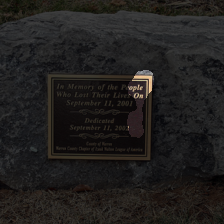 In Memory of the People
Who Lost Their Lives On
September 11, 2001
Dedicated
September 11, 2002